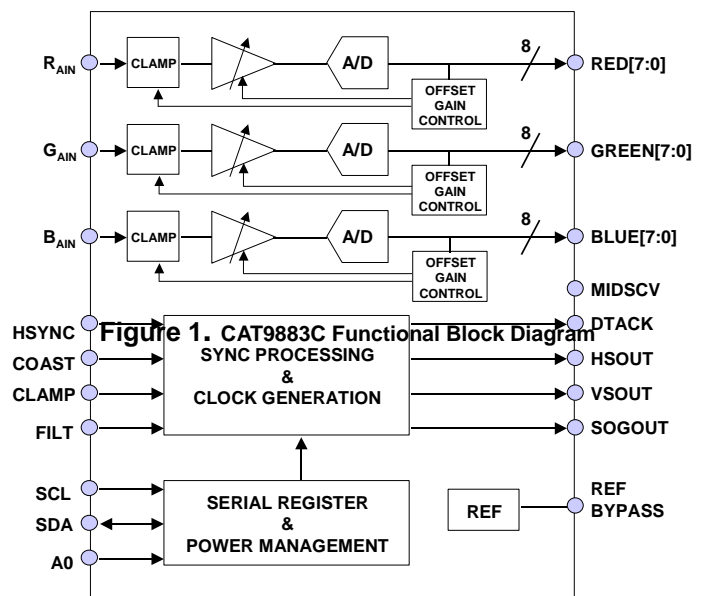 R_AIN CLAMP A/D 8 RED[7:0]
OFFSET
GAIN
CONTROL
G_AIN CLAMP A/D 8 GREEN[7:0]
OFFSET
GAIN
CONTROL
B_AIN CLAMP A/D 8 BLUE[7:0]
OFFSET
GAIN
CONTROL
MIDSCV
HSYNC
DTACK
Figure 1. CAT9883C Functional Block Diagram
COAST
CLAMP
FILT
SYNC PROCESSING
&
CLOCK GENERATION
HSOUT
VSOUT
SOGOUT
SCL
SDA
A0
SERIAL REGISTER
&
POWER MANAGEMENT
REF
REF
BYPASS